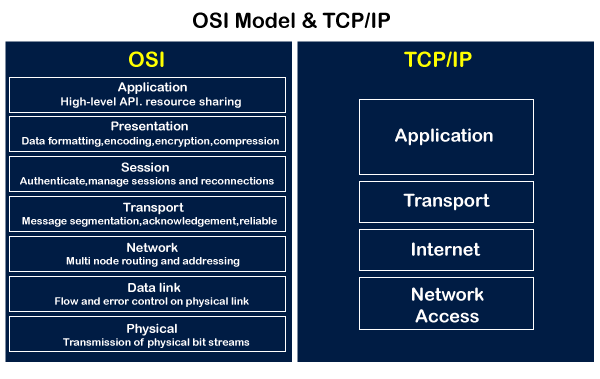 OSI Model & TCP/IP
OSI
Application
High-level API. resource sharing
Presentation
Data formatting,encoding,encryption,compression
Session
Authenticate,manage sessions and reconnections
Transport
Message segmentation,acknowledgement,reliable
Network
Multi node routing and addressing
Data link
Flow and error control on physical link
Physical
Transmission of physical bit streams
TCP/IP
Application
Transport
Internet
Network
Access